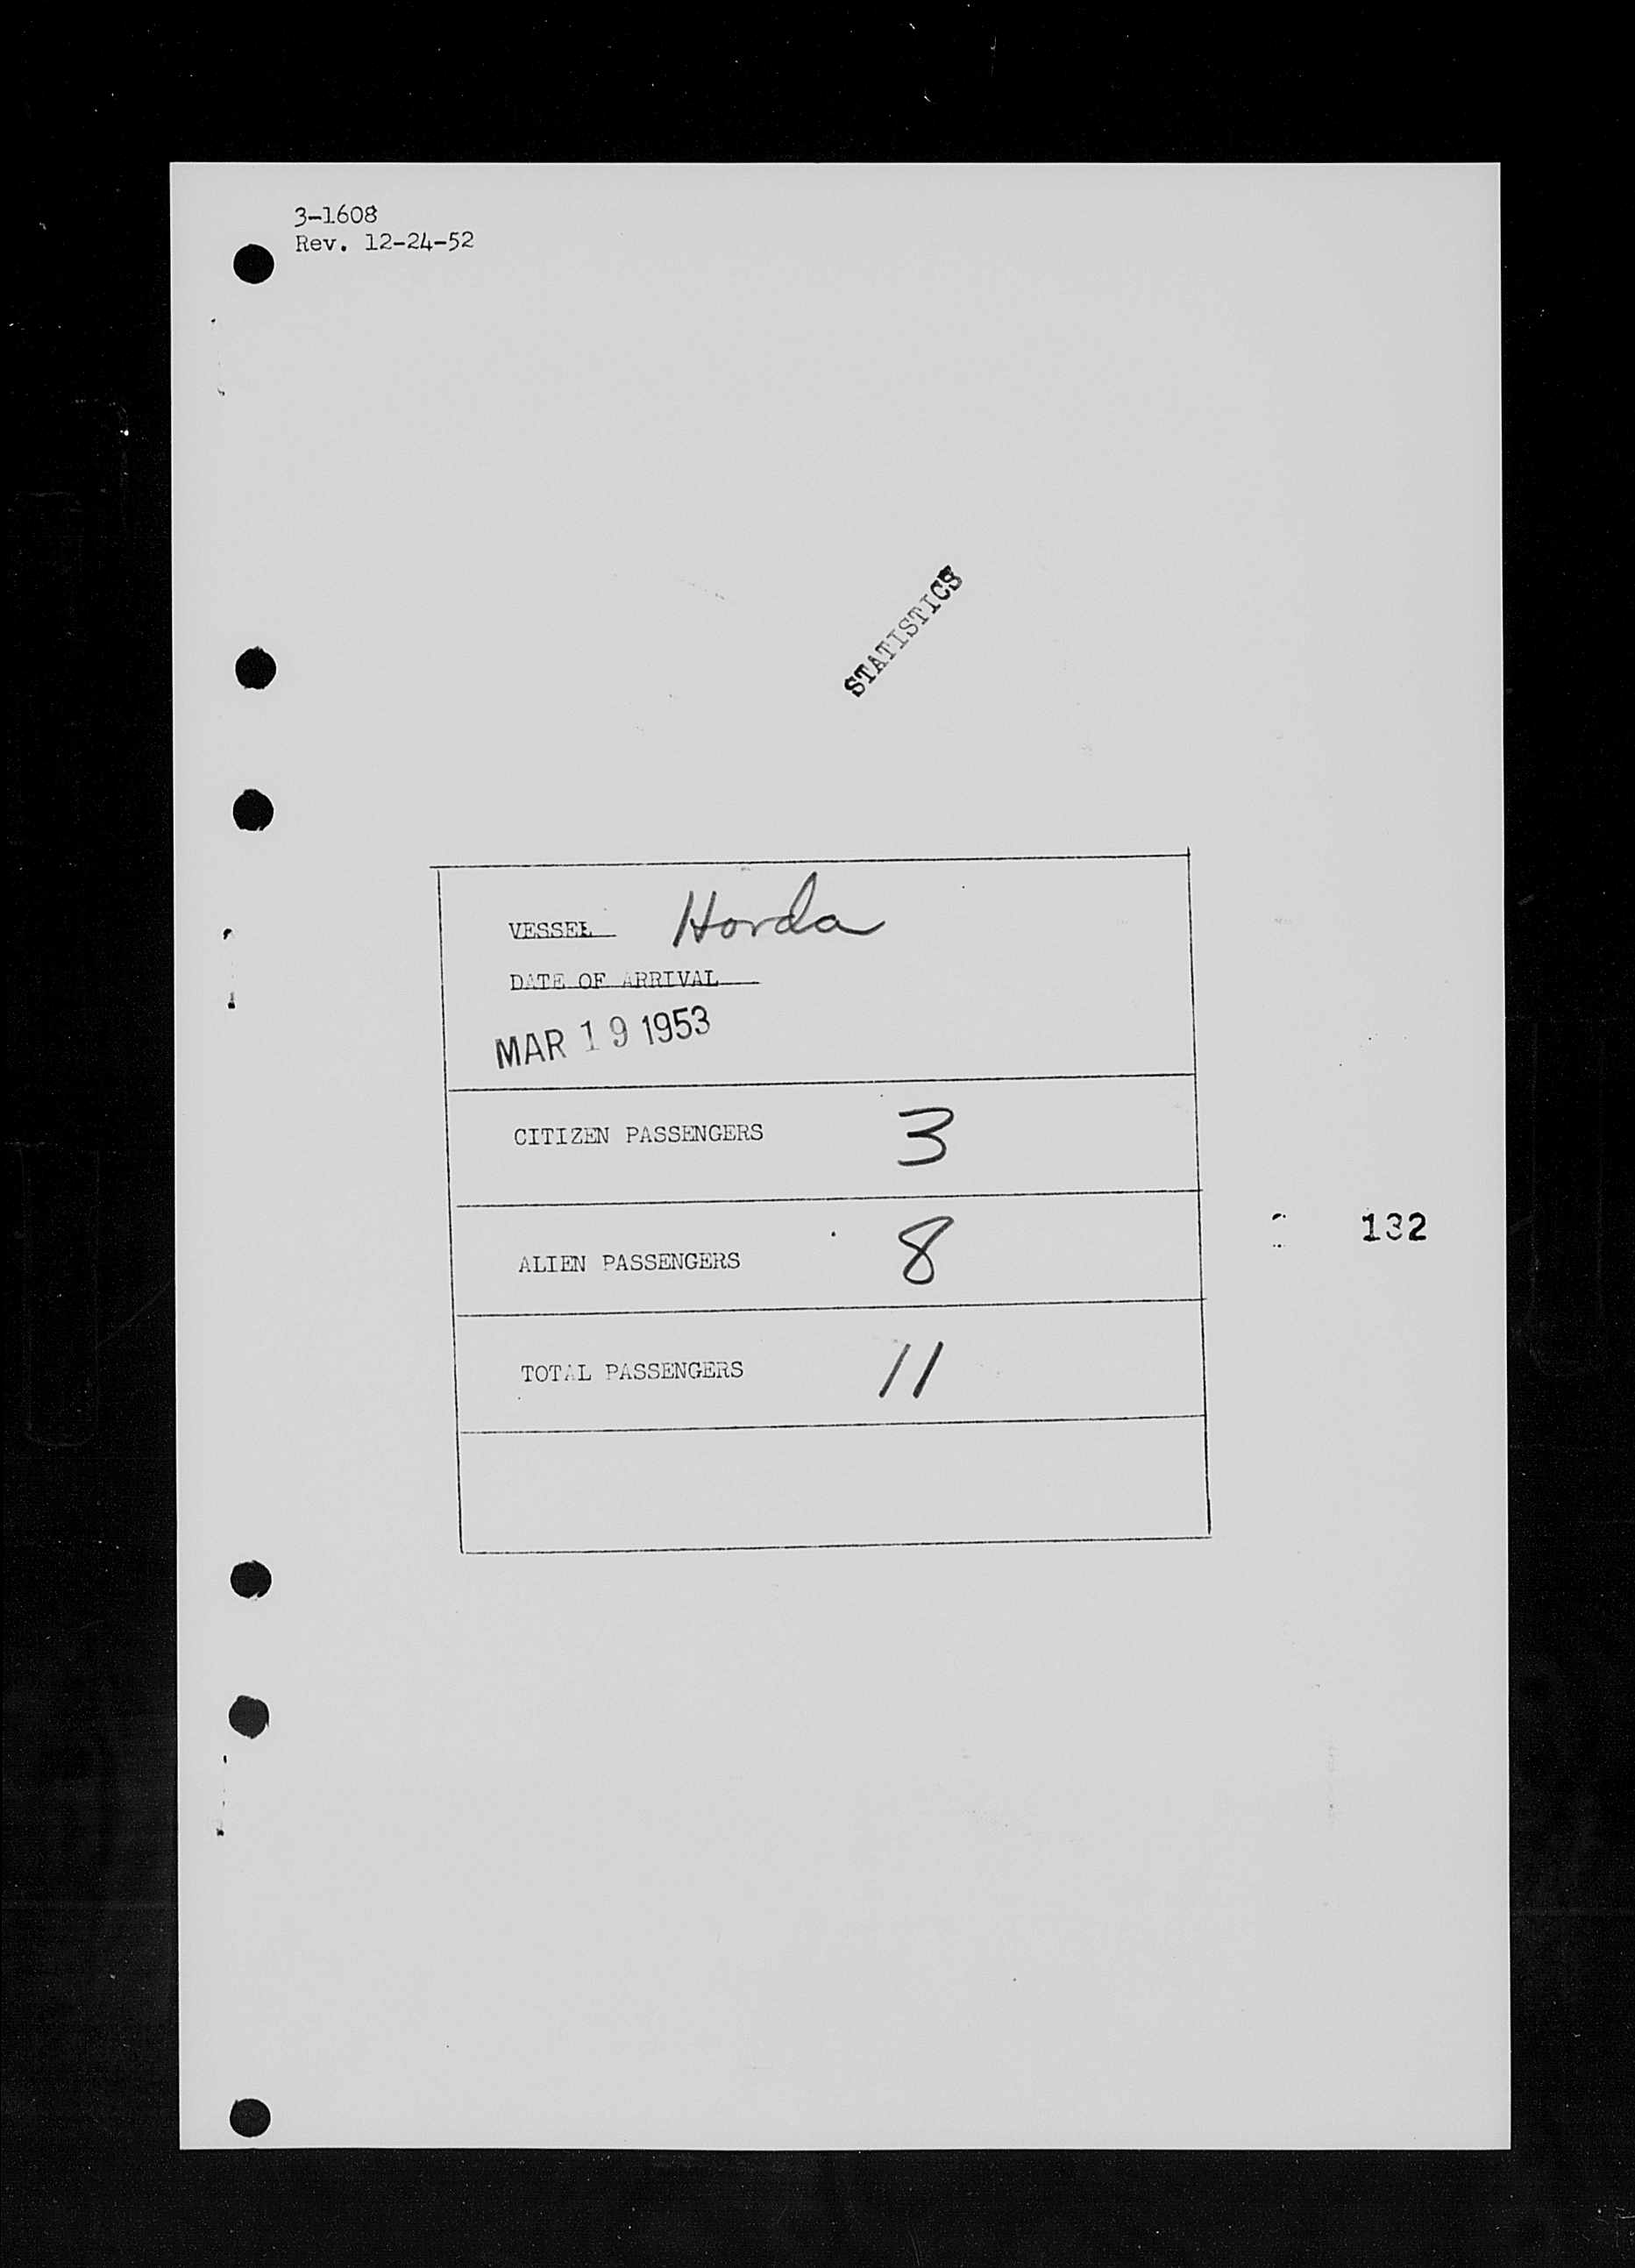 3-1608
Rev. 12-24-52
STATISTICS
VESSEL Horda
DATE OF ARRIVAL
MAR 19 1953
CITIZEN PASSENGERS 3
132
ALIEN PASSENGERS 8
TOTAL PASSENGERS 11